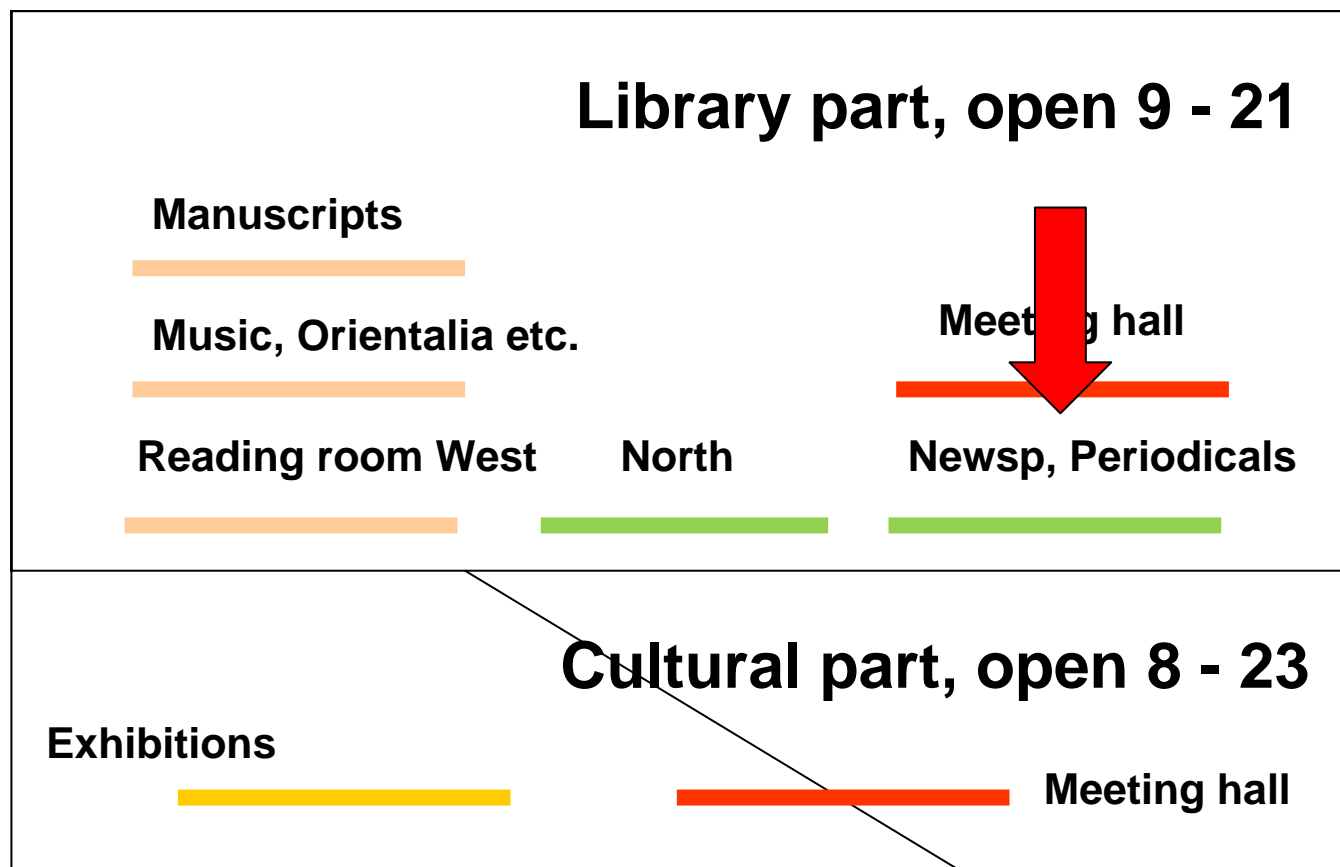 Library part, open 9 - 21
Manuscripts
Music, Orientalia etc.
Meet g hall
Reading room West
North
Newsp, Periodicals
Cultural part, open 8 - 23
Exhibitions
Meeting hall